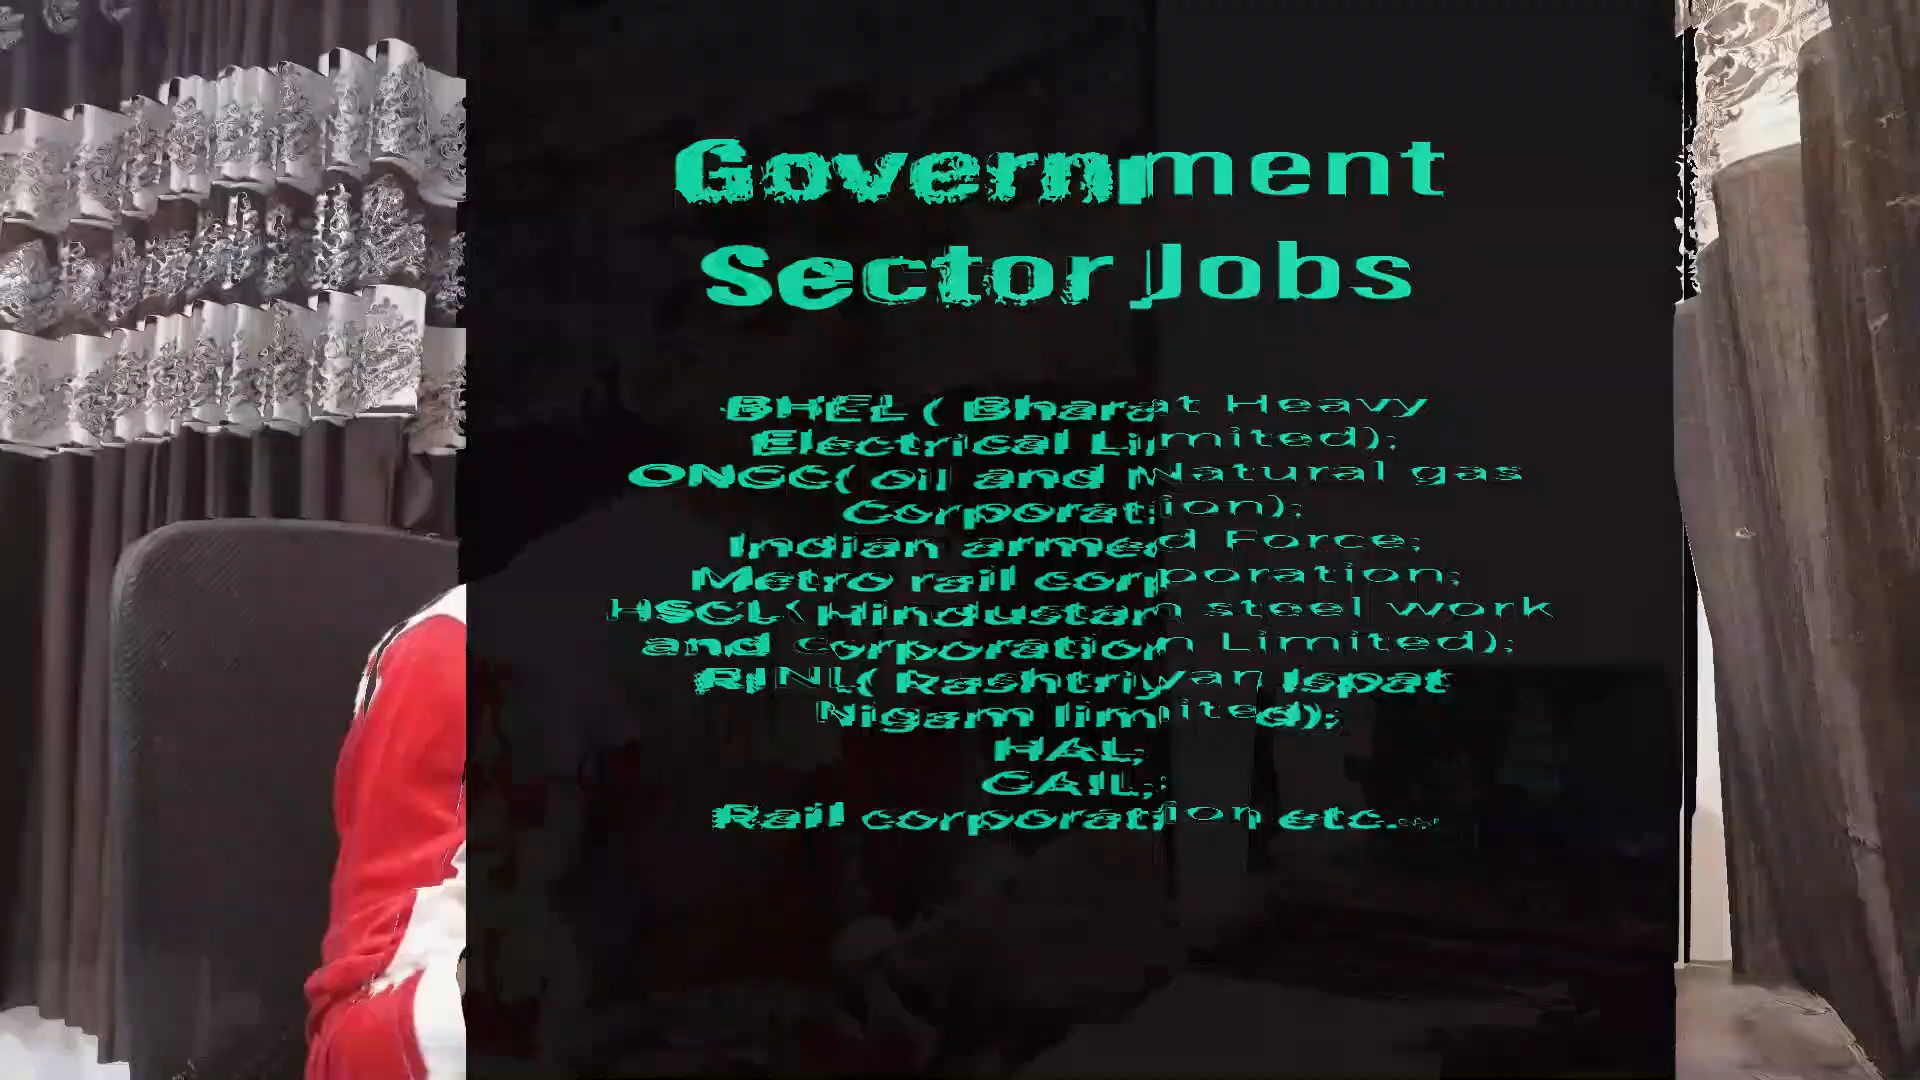 Government
Sector Jobs
BHEL ( Bharat Heavy
Electrical Limited);
ONGC( oil and Natural gas
Corporation);
Indian armed Force;
Metro rail corporation;
HSCL( Hindustan steel work
and Corporation Limited);
RINL( Rashtriyan Ispat
Nigam limited);
HAL;
GAIL;
Rail corporation etc...